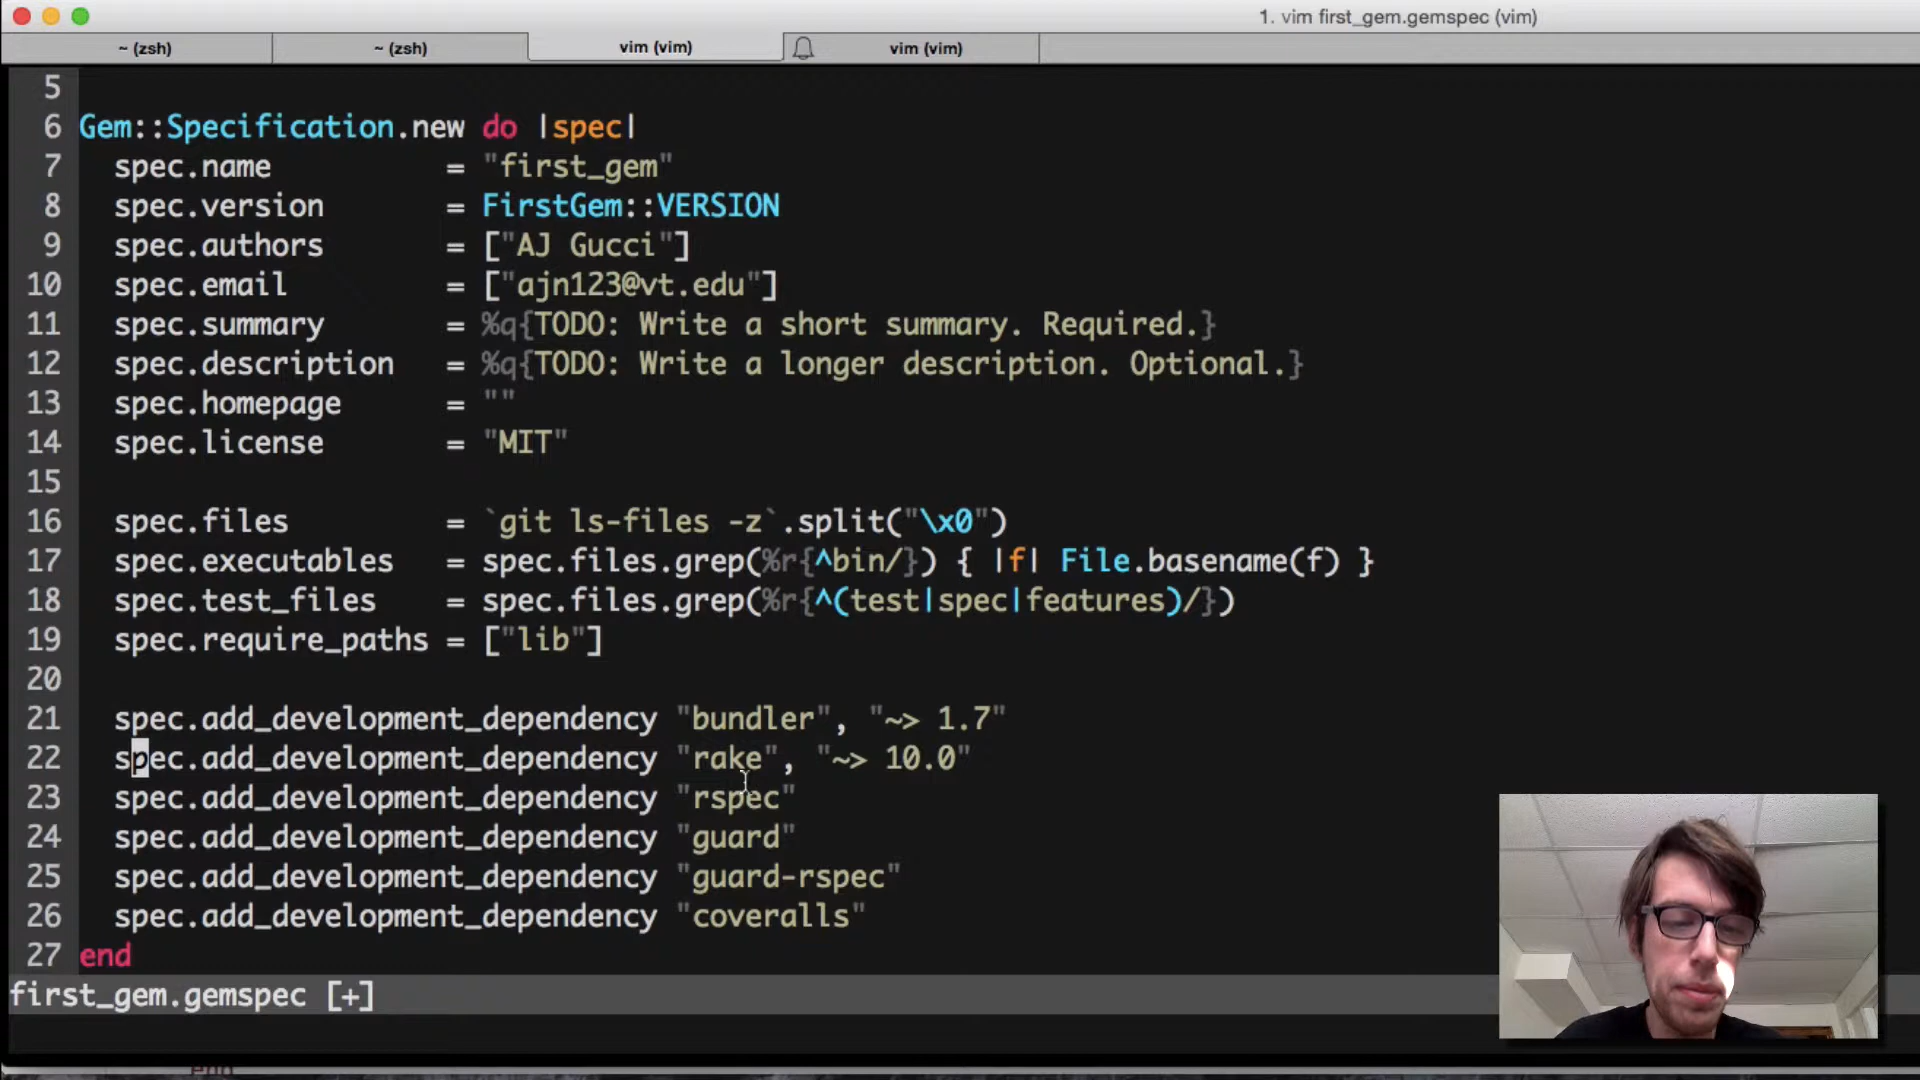 1. vim first_gem.gemspec (vim)
~ (zsh) ~ (zsh) vim (vim) vim (vim)
5
6 Gem::Specification.new do |spec|
7 spec.name = "first_gem"
8 spec.version = FirstGem::VERSION
9 spec.authors = ["AJ Gucci"]
10 spec.email = ["ajn123@vt.edu"]
11 spec.summary = %q{TODO: Write a short summary. Required.}
12 spec.description = %q{TODO: Write a longer description. Optional.}
13 spec.homepage = ""
14 spec.license = "MIT"
15
16 spec.files = `git ls-files -z`.split("\x0")
17 spec.executables = spec.files.grep(%r{^bin/}) { |f| File.basename(f) }
18 spec.test_files = spec.files.grep(%r{^(test|spec|features)/})
19 spec.require_paths = ["lib"]
20
21 spec.add_development_dependency "bundler", "~> 1.7"
22 spec.add_development_dependency "rake", "~> 10.0"
23 spec.add_development_dependency "rspec"
24 spec.add_development_dependency "guard"
25 spec.add_development_dependency "guard-rspec"
26 spec.add_development_dependency "coveralls"
27 end
first_gem.gemspec [+]
end